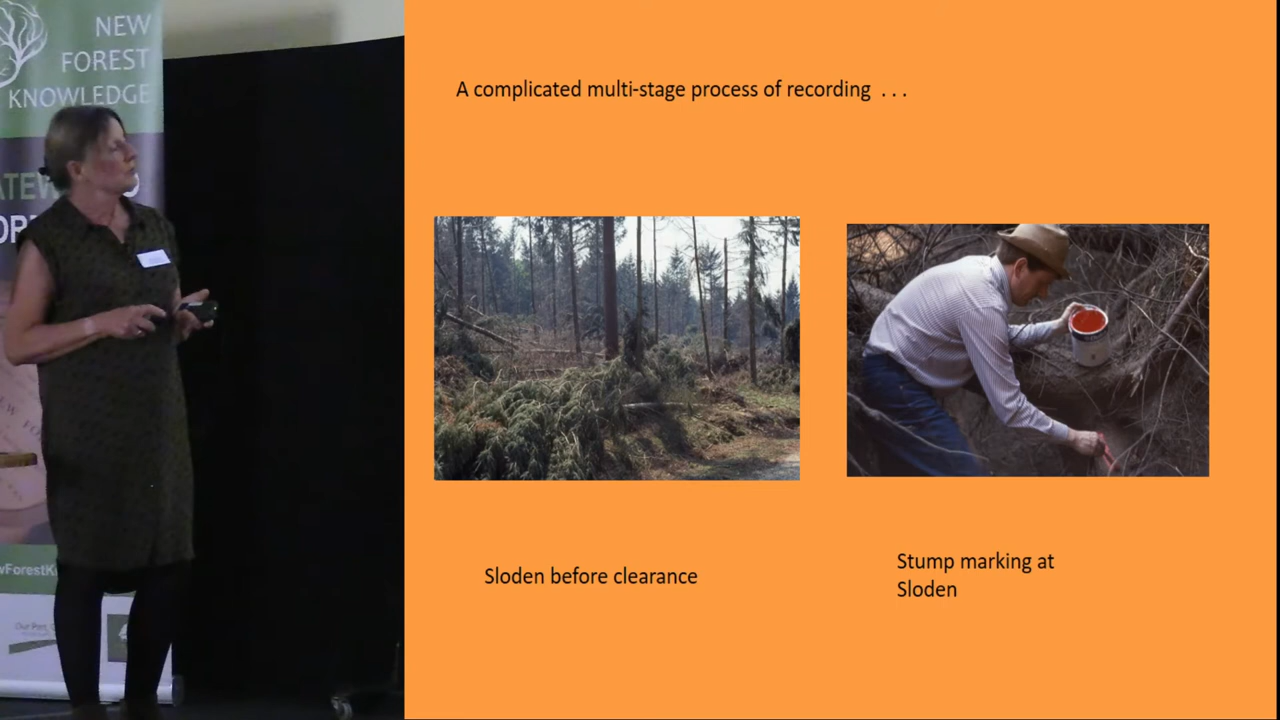 NEW
FOREST
KNOWLEDGE
A complicated multi-stage process of recording . . .
Sloden before clearance
Stump marking at
Sloden